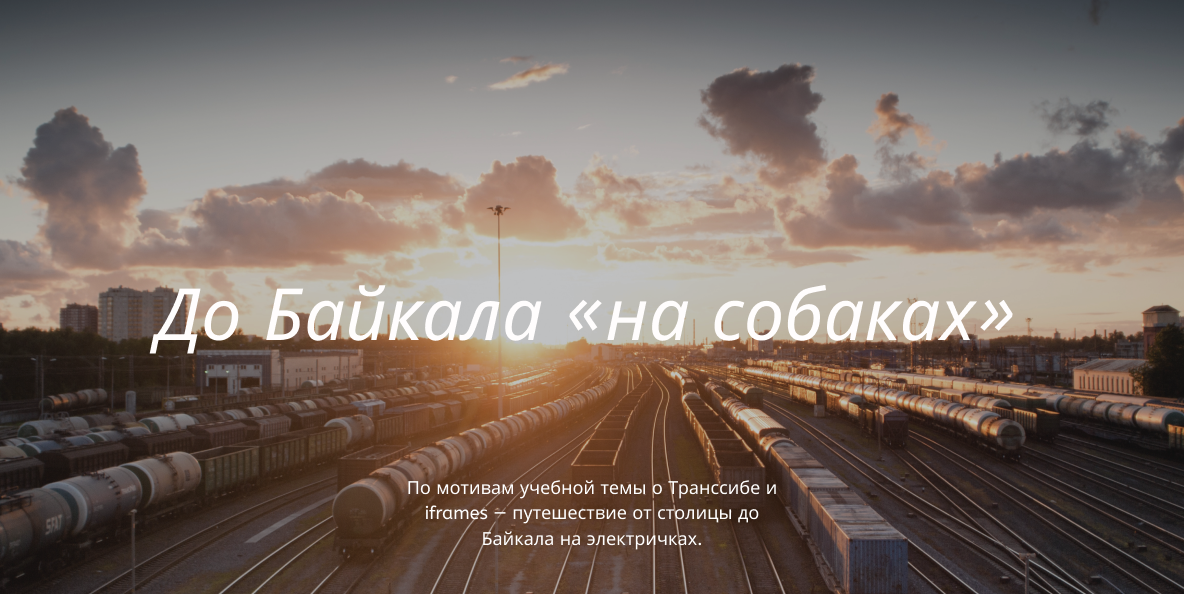 До Байкала «на собаках»
По мотивам учебной темы о Транссибе и
iframes — путешествие от столицы до
Байкала на электричках.